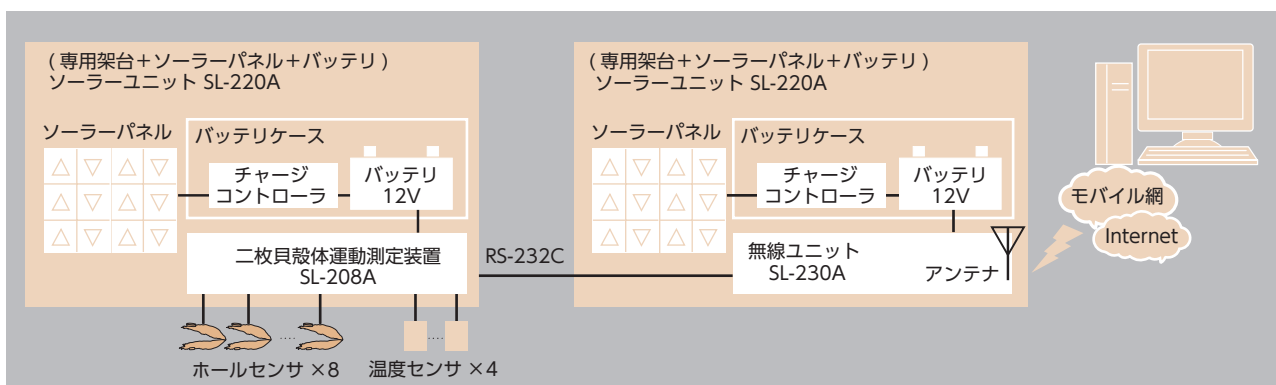 ( 専用架台+ソーラーパネル+バッテリ )
ソーラーユニット SL-220A
ソーラーパネル
バッテリケース
チャージ
コントローラ
バッテリ
12V
二枚貝殻体運動測定装置
SL-208A
ホールセンサ ×8
温度センサ ×4
RS-232C
( 専用架台+ソーラーパネル+バッテリ )
ソーラーユニット SL-220A
ソーラーパネル
バッテリケース
チャージ
コントローラ
バッテリ
12V
無線ユニット
SL-230A
アンテナ
モバイル網
Internet